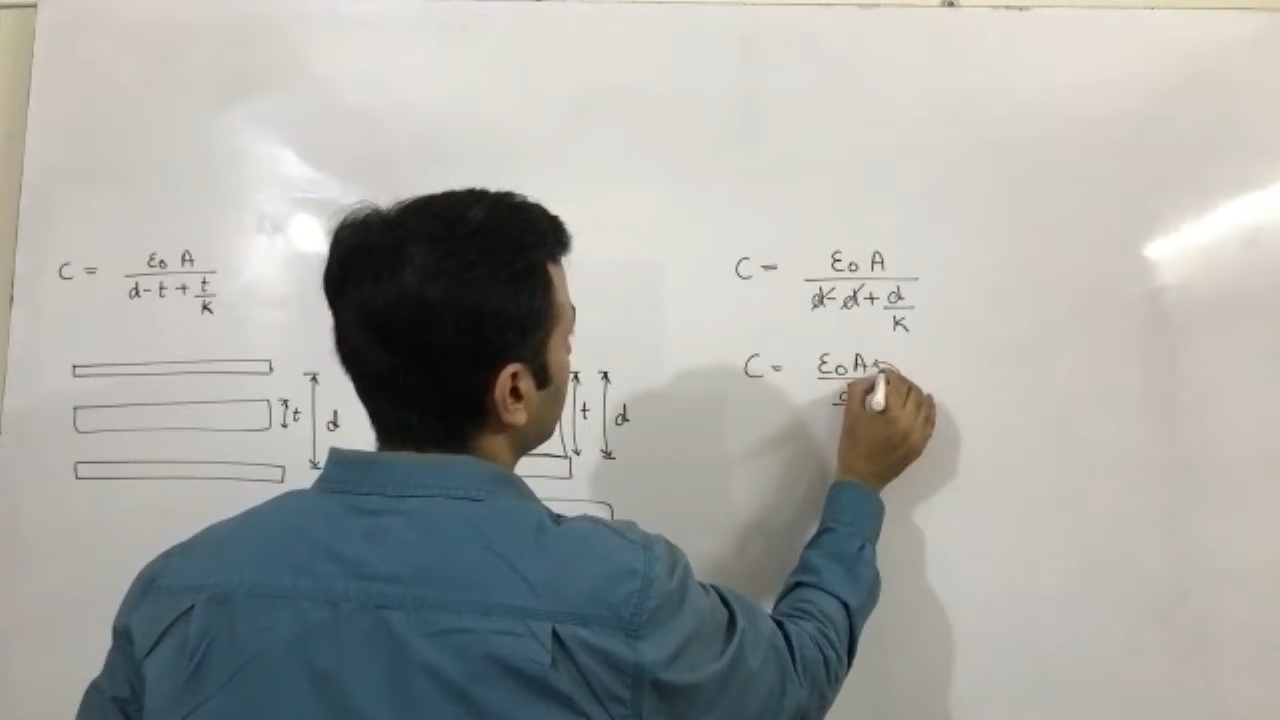 C = ε₀ A / d - t + t/k
t
d
t d
C = ε₀ A / d - d + d/K
C = ε₀ A